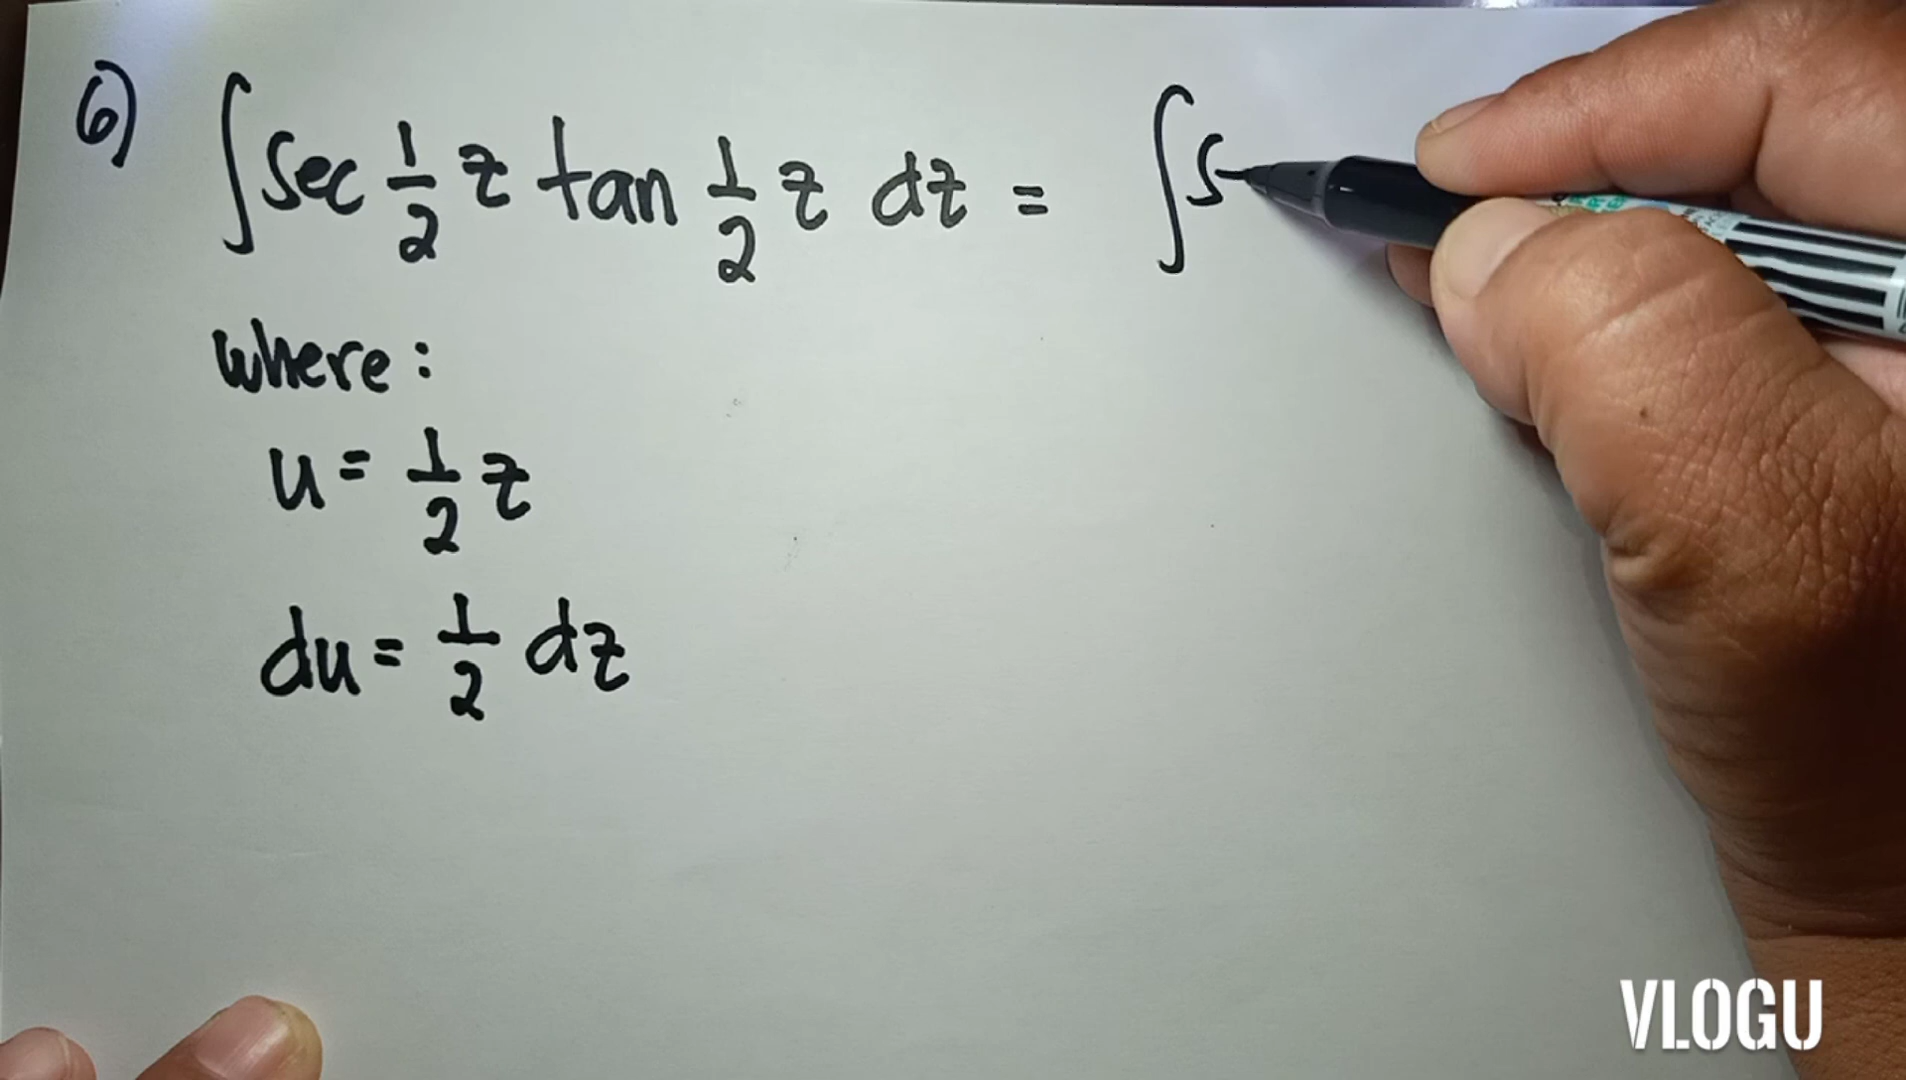 6) ∫ sec 1/2 z tan 1/2 z dz = ∫ s
where:
u = 1/2 z
du = 1/2 dz
VLOGU